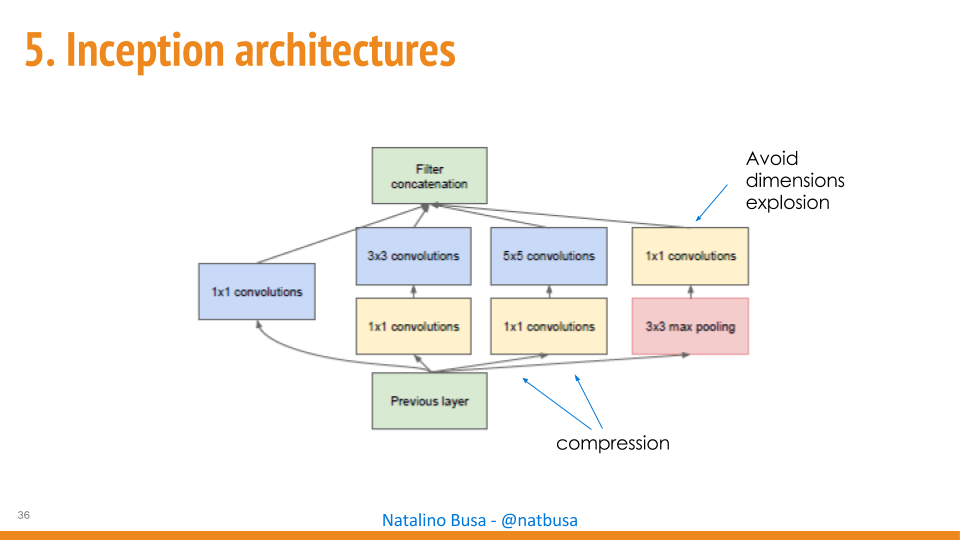 5. Inception architectures
Avoid
dimensions
explosion
Filter
concatenation
3x3 convolutions
5x5 convolutions
1x1 convolutions
1x1 convolutions
1x1 convolutions
1x1 convolutions
3x3 max pooling
Previous layer
compression
36
Natalino Busa - @natbusa